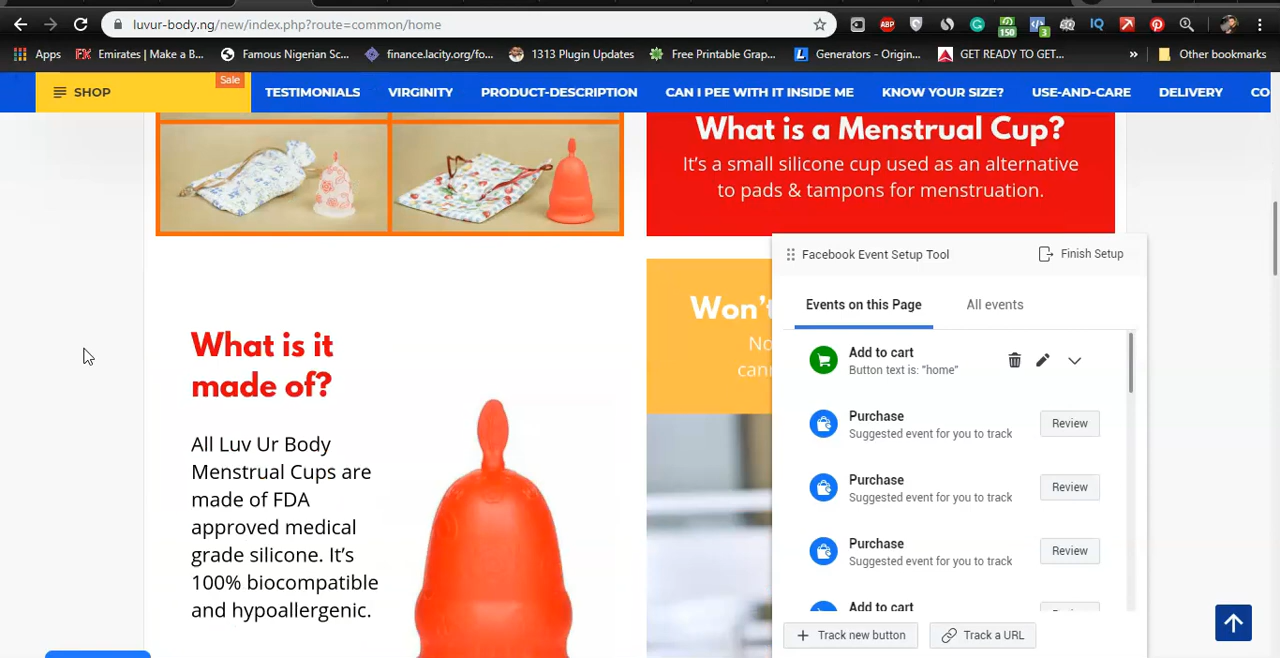 luvur-body.ng/new/index.php?route=common/home
ABP
150
3
IQ
Apps
Emirates | Make a B...
Famous Nigerian Sc...
finance.lacity.org/fo...
1313 Plugin Updates
Free Printable Grap...
Generators - Origin...
GET READY TO GET...
»
Other bookmarks
SHOP
Sale
TESTIMONIALS
VIRGINITY
PRODUCT-DESCRIPTION
CAN I PEE WITH IT INSIDE ME
KNOW YOUR SIZE?
USE-AND-CARE
DELIVERY
CO
What is a Menstrual Cup?
It's a small silicone cup used as an alternative
to pads & tampons for menstruation.
What is it
made of?
All Luv Ur Body
Menstrual Cups are
made of FDA
approved medical
grade silicone. It's
100% biocompatible
and hypoallergenic.
Won't
No
cann
Facebook Event Setup Tool
Finish Setup
Events on this Page
All events
Add to cart
Button text is: "home"
Purchase
Suggested event for you to track
Review
Purchase
Suggested event for you to track
Review
Purchase
Suggested event for you to track
Review
Add to cart
+ Track new button
Track a URL